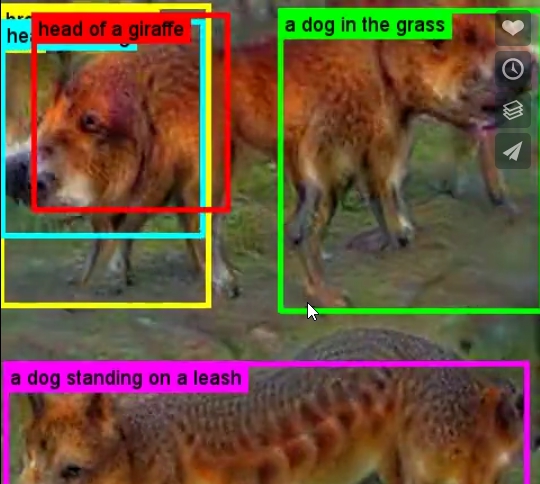 head of a giraffe
a dog in the grass
a dog standing on a leash